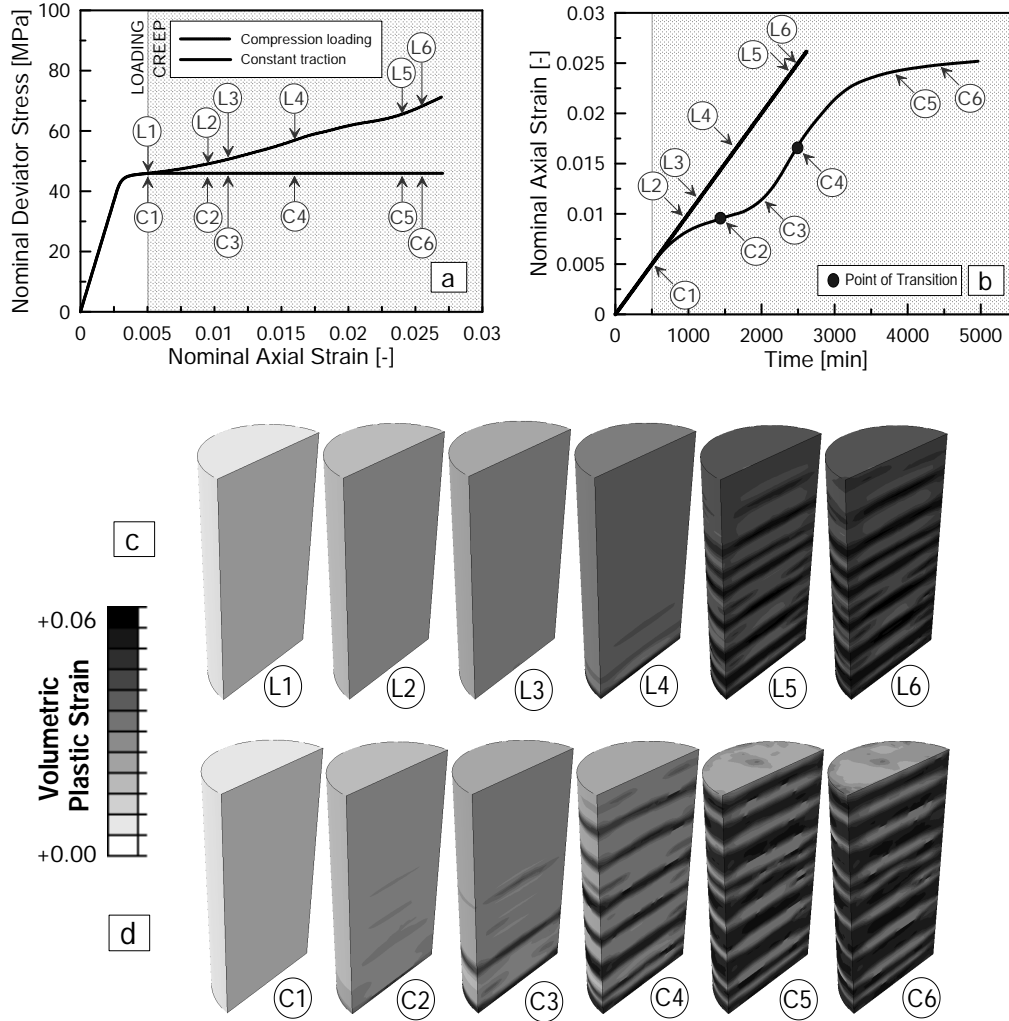 Nominal Deviator Stress [MPa]
100
80
60
40
20
0
LOADING
CREEP
Compression loading
Constant traction
L1
L2
L3
L4
L5
L6
C1
C2
C3
C4
C5
C6
a
0
0.005
0.01
0.015
0.02
0.025
0.03
Nominal Axial Strain [-]
Nominal Axial Strain [-]
0.03
0.025
0.02
0.015
0.01
0.005
0
L6
L5
L4
L3
L2
C1
C2
C3
C4
C5
C6
Point of Transition
b
0
1000
2000
3000
4000
5000
Time [min]
c
L1
L2
L3
L4
L5
L6
+0.06
Volumetric
Plastic Strain
+0.00
d
C1
C2
C3
C4
C5
C6